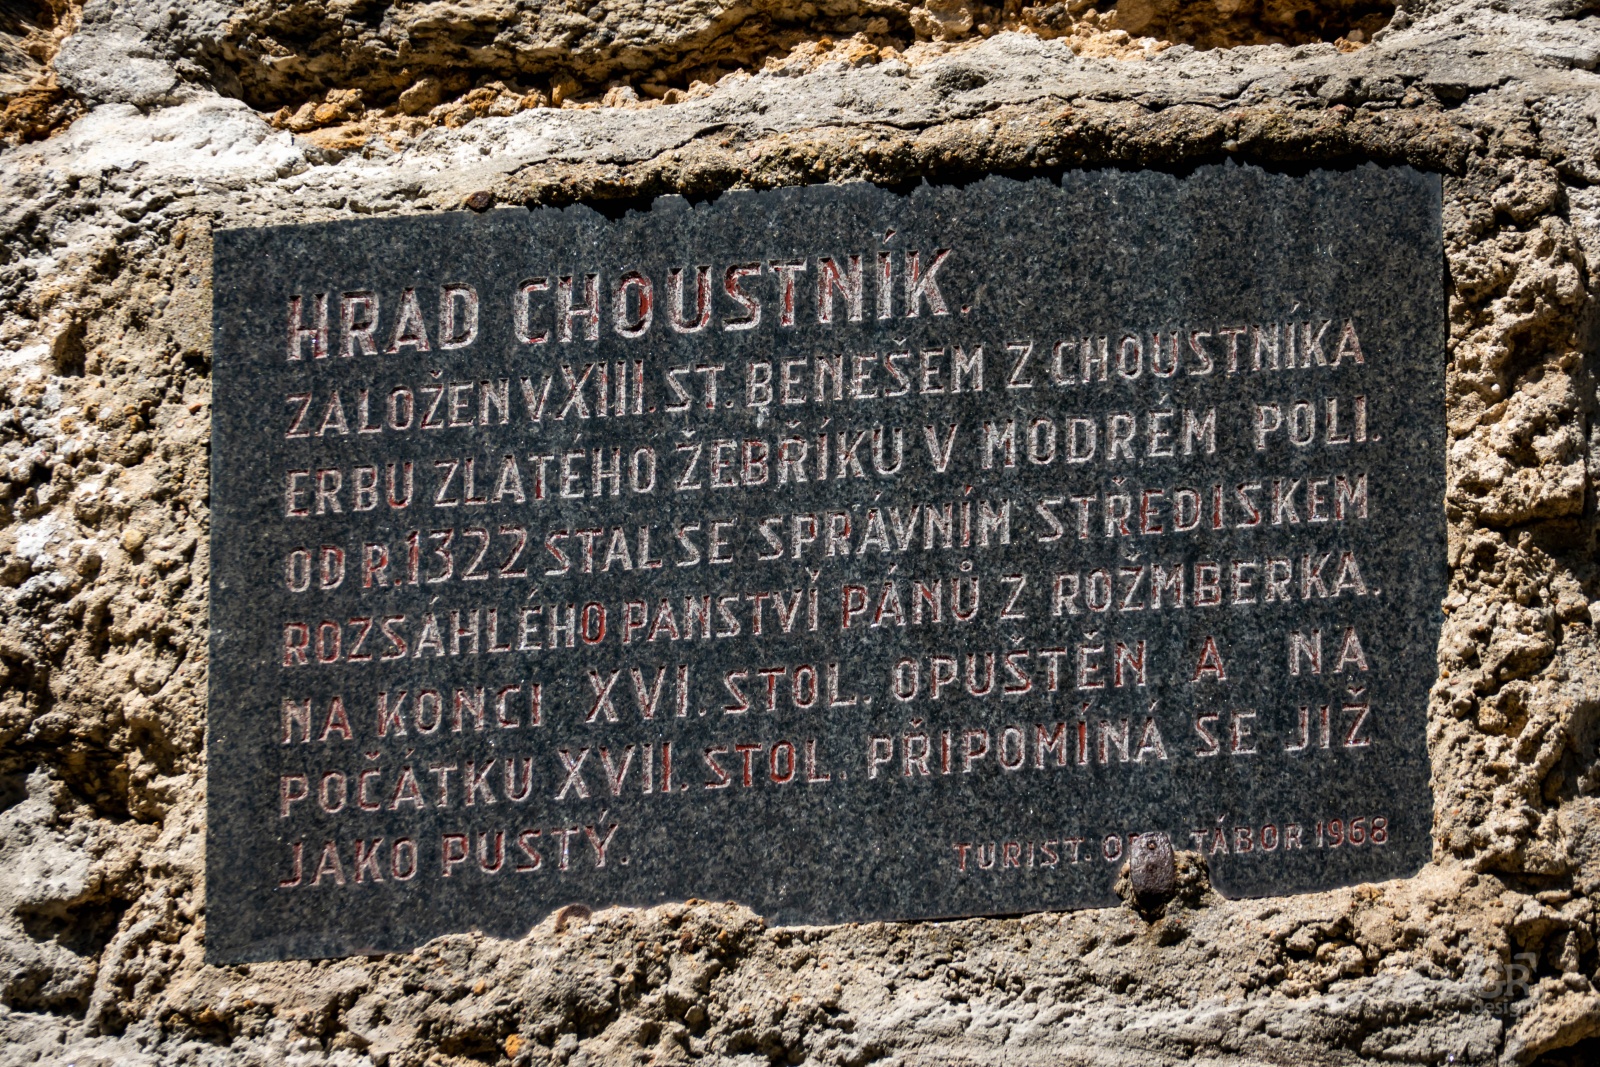 HRAD CHOUSTNÍK.
ZALOŽEN V XIII. ST. BENEŠEM Z CHOUSTNÍKA
ERBU ZLATÉHO ŽEBŘÍKU V MODRÉM POLI.
OD R. 1322 STAL SE SPRÁVNÍM STŘEDISKEM
ROZSÁHLÉHO PANSTVÍ PÁNŮ Z ROŽMBERKA.
NA KONCI XVI. STOL. OPUŠTĚN A NA
POČÁTKU XVII. STOL. PŘIPOMÍNÁ SE JIŽ
JAKO PUSTÝ.
TURIST. TÁBOR 1968
design